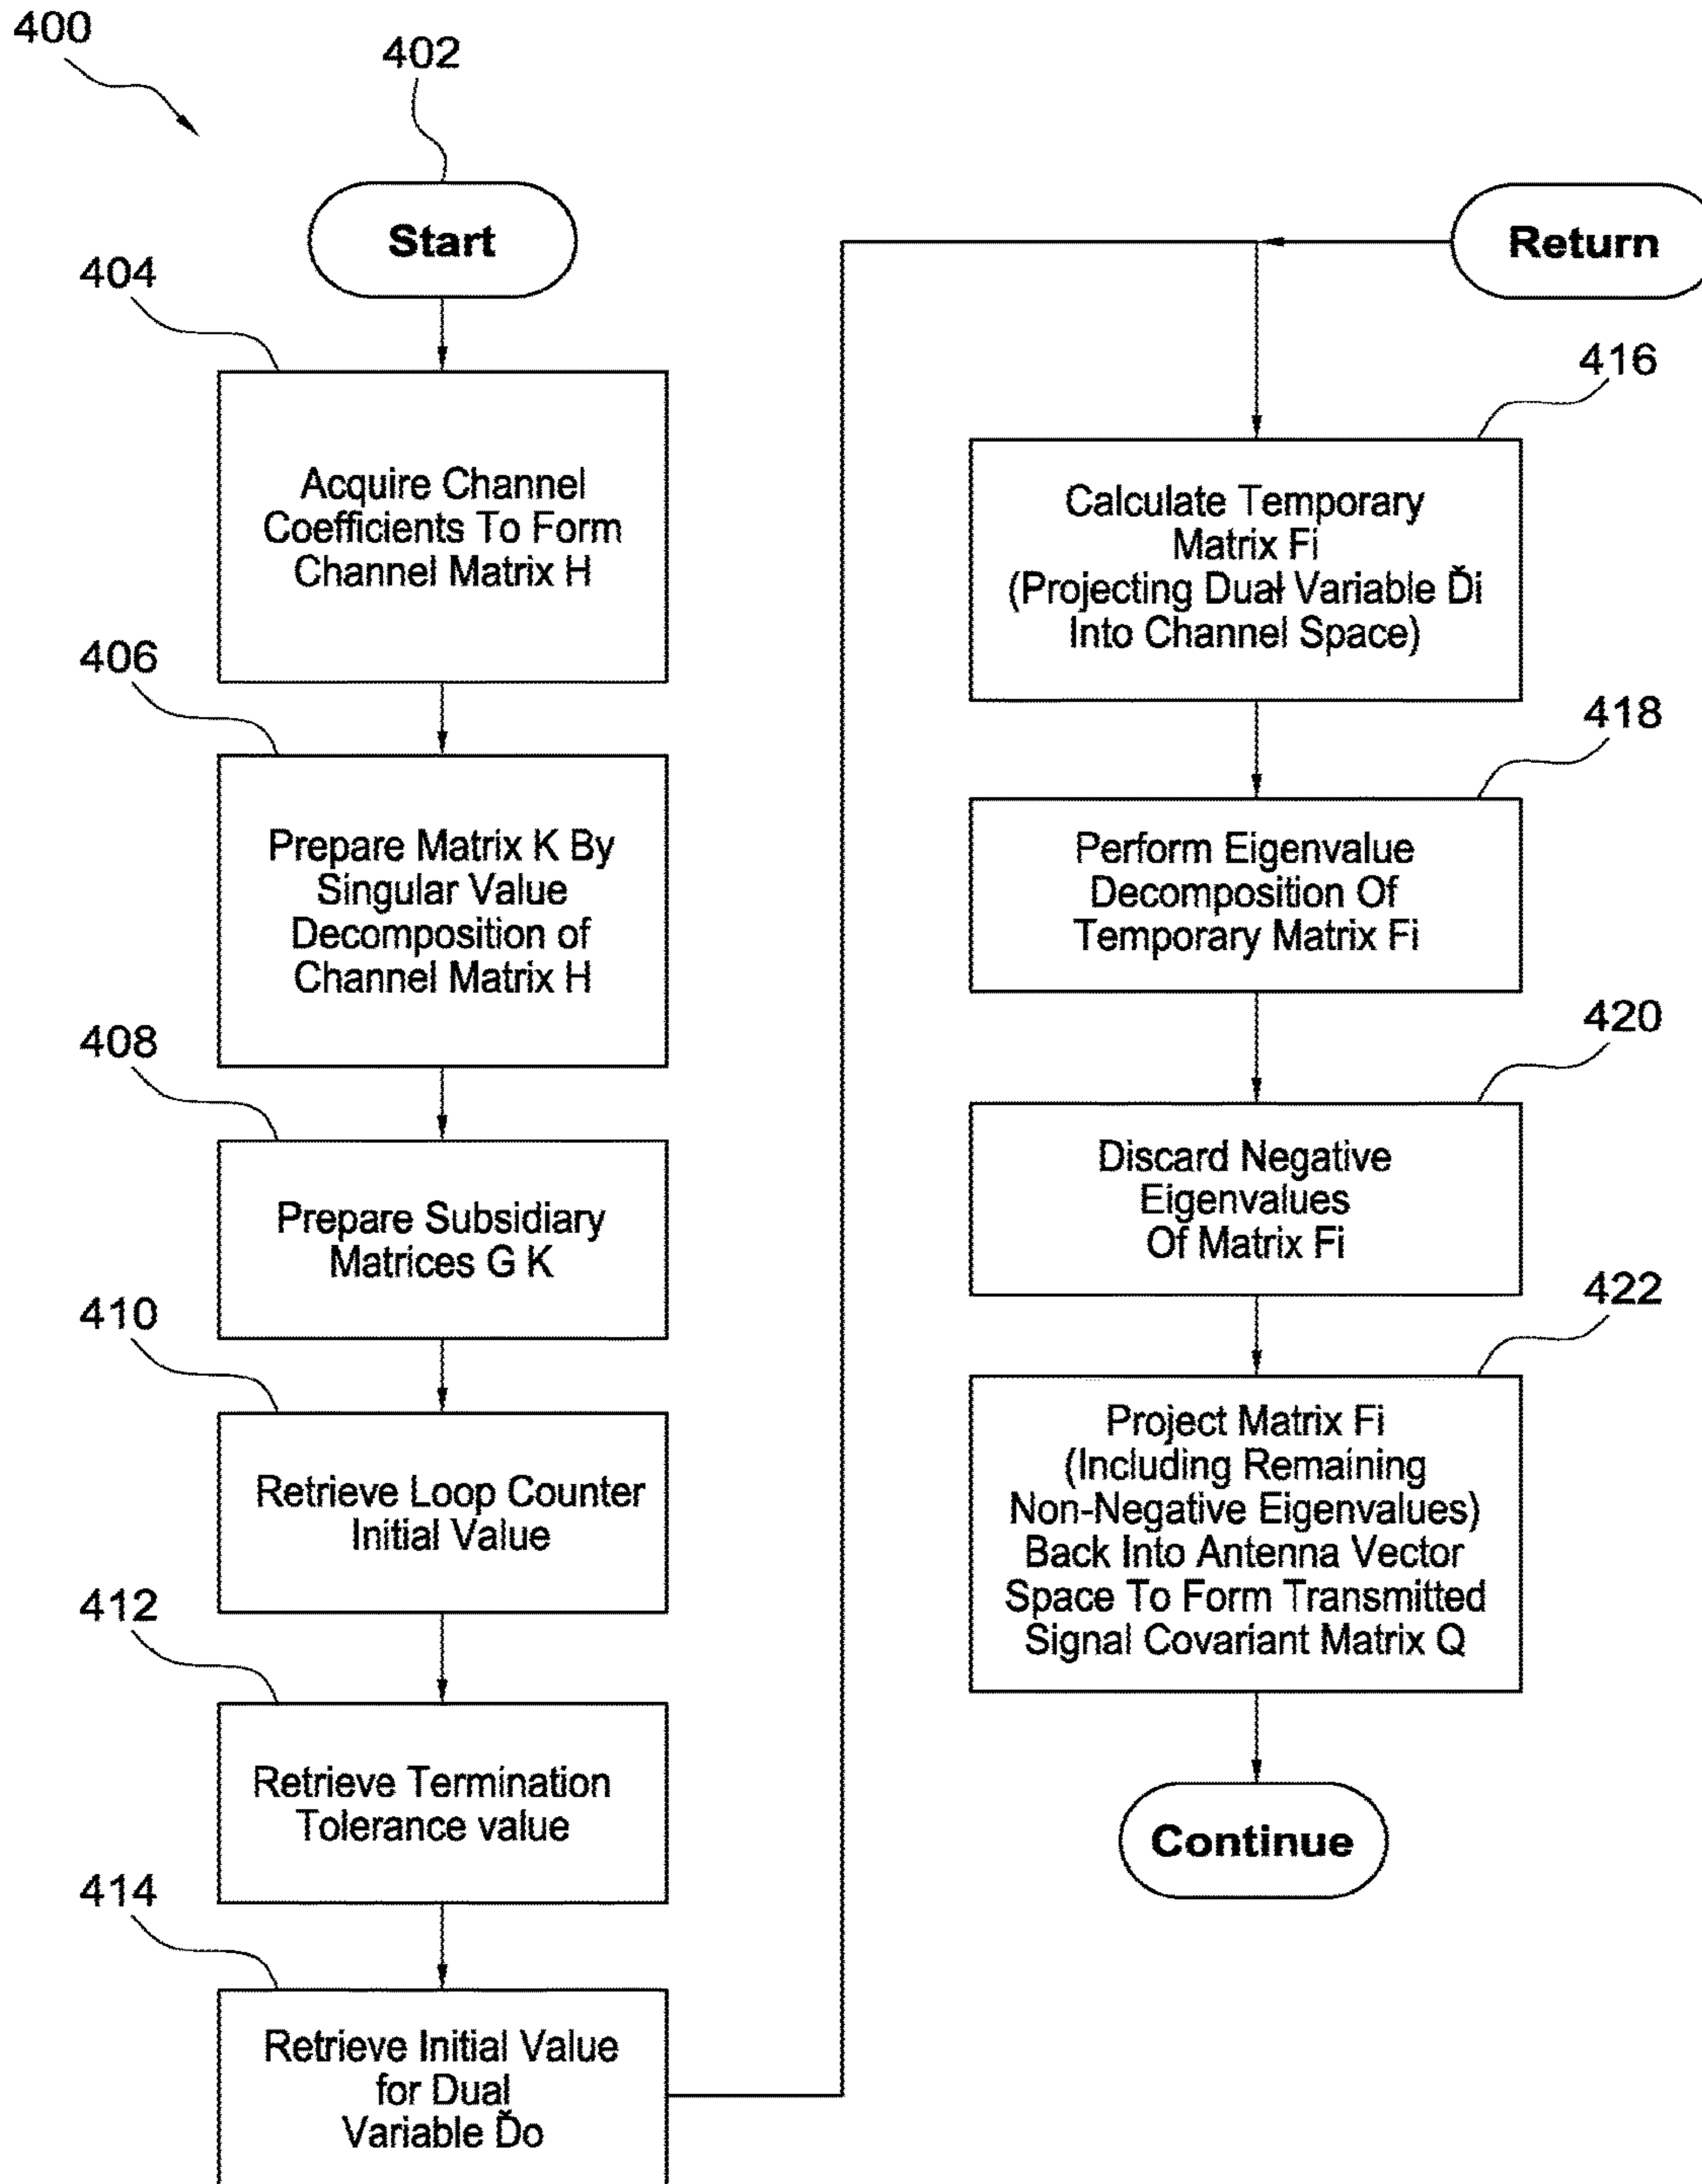 400
402
Start
404
Acquire Channel
Coefficients To Form
Channel Matrix H
406
Prepare Matrix K By
Singular Value
Decomposition of
Channel Matrix H
408
Prepare Subsidiary
Matrices G K
410
Retrieve Loop Counter
Initial Value
412
Retrieve Termination
Tolerance value
414
Retrieve Initial Value
for Dual
Variable Ďo
Return
416
Calculate Temporary
Matrix Fi
(Projecting Dual Variable Ďi
Into Channel Space)
418
Perform Eigenvalue
Decomposition Of
Temporary Matrix Fi
420
Discard Negative
Eigenvalues
Of Matrix Fi
422
Project Matrix Fi
(Including Remaining
Non-Negative Eigenvalues)
Back Into Antenna Vector
Space To Form Transmitted
Signal Covariant Matrix Q
Continue